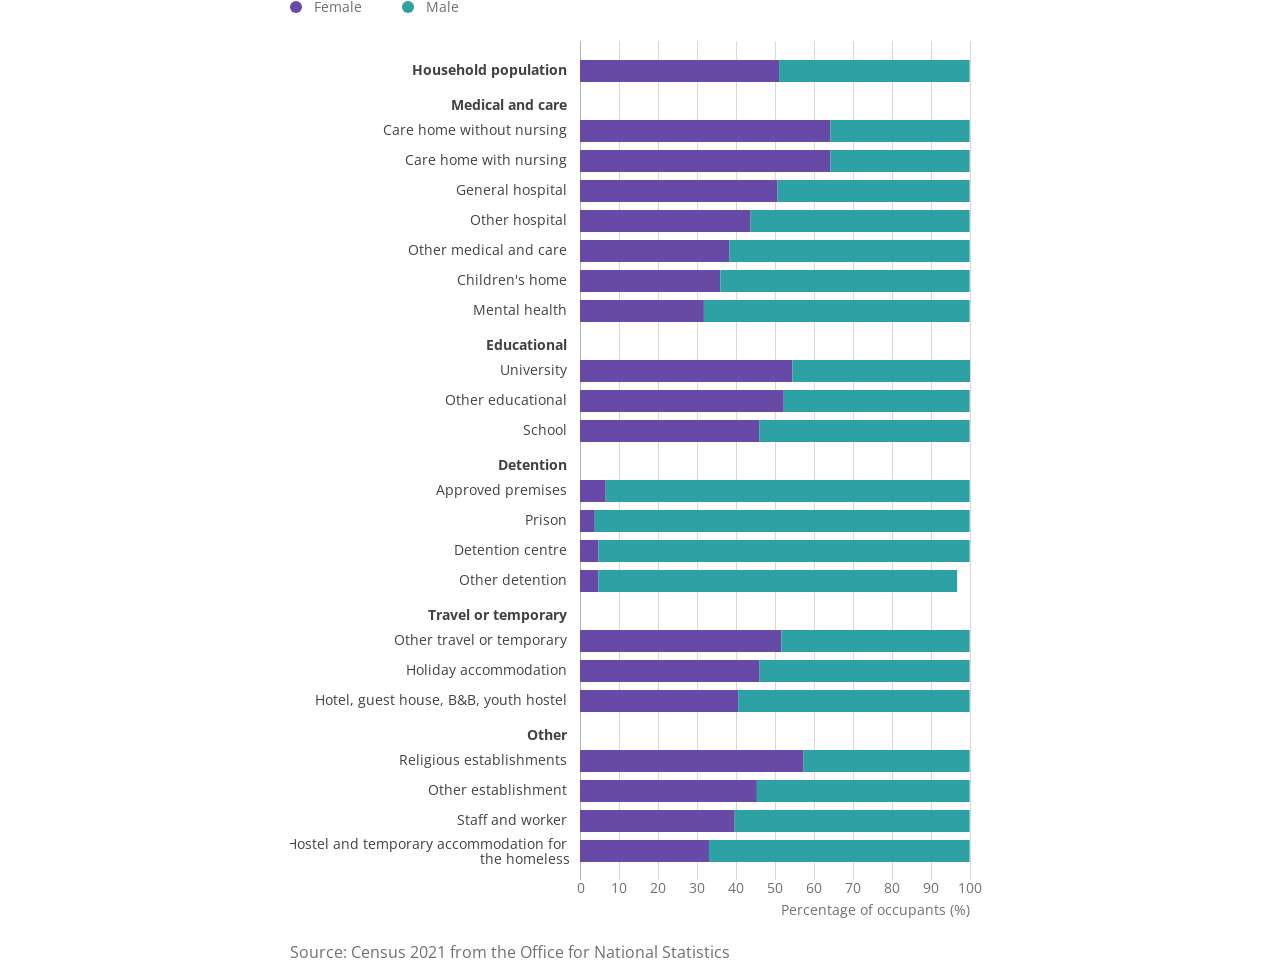 Female Male
Household population
Medical and care
Care home without nursing
Care home with nursing
General hospital
Other hospital
Other medical and care
Children's home
Mental health
Educational
University
Other educational
School
Detention
Approved premises
Prison
Detention centre
Other detention
Travel or temporary
Other travel or temporary
Holiday accommodation
Hotel, guest house, B&B, youth hostel
Other
Religious establishments
Other establishment
Staff and worker
Hostel and temporary accommodation for
the homeless
0 10 20 30 40 50 60 70 80 90 100
Percentage of occupants (%)
Source: Census 2021 from the Office for National Statistics